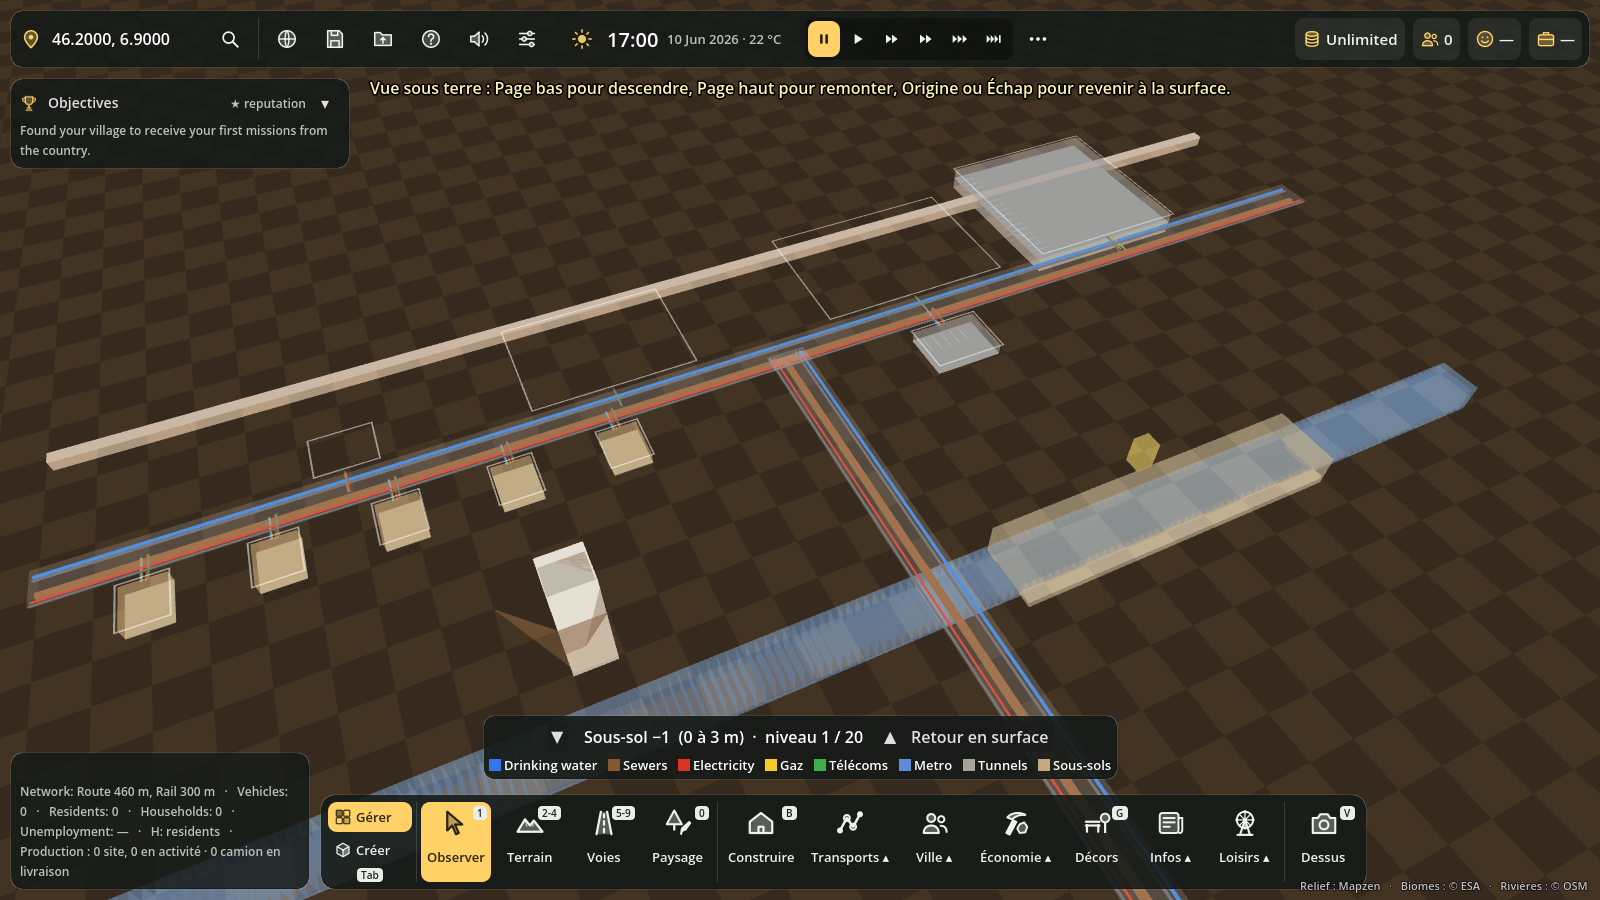 46.2000, 6.9000
17:00
10 Jun 2026 · 22 °C
Unlimited
0
—
—
Objectives
★ reputation ▼
Found your village to receive your first missions from
the country.
Vue sous terre : Page bas pour descendre, Page haut pour remonter, Origine ou Échap pour revenir à la surface.
▼ Sous-sol −1 (0 à 3 m) · niveau 1 / 20 ▲ Retour en surface
Drinking water Sewers Electricity Gaz Télécoms Metro Tunnels Sous-sols
Network: Route 460 m, Rail 300 m · Vehicles:
0 · Residents: 0 · Households: 0 ·
Unemployment: — · H: residents ·
Production : 0 site, 0 en activité · 0 camion en
livraison
Gérer
Créer
Tab
1
Observer
2-4
Terrain
5-9
Voies
0
Paysage
B
Construire
Transports ▴
Ville ▴
Économie ▴
G
Décors
Infos ▴
Loisirs ▴
V
Dessus
Relief : Mapzen · Biomes : © ESA · Rivières : © OSM